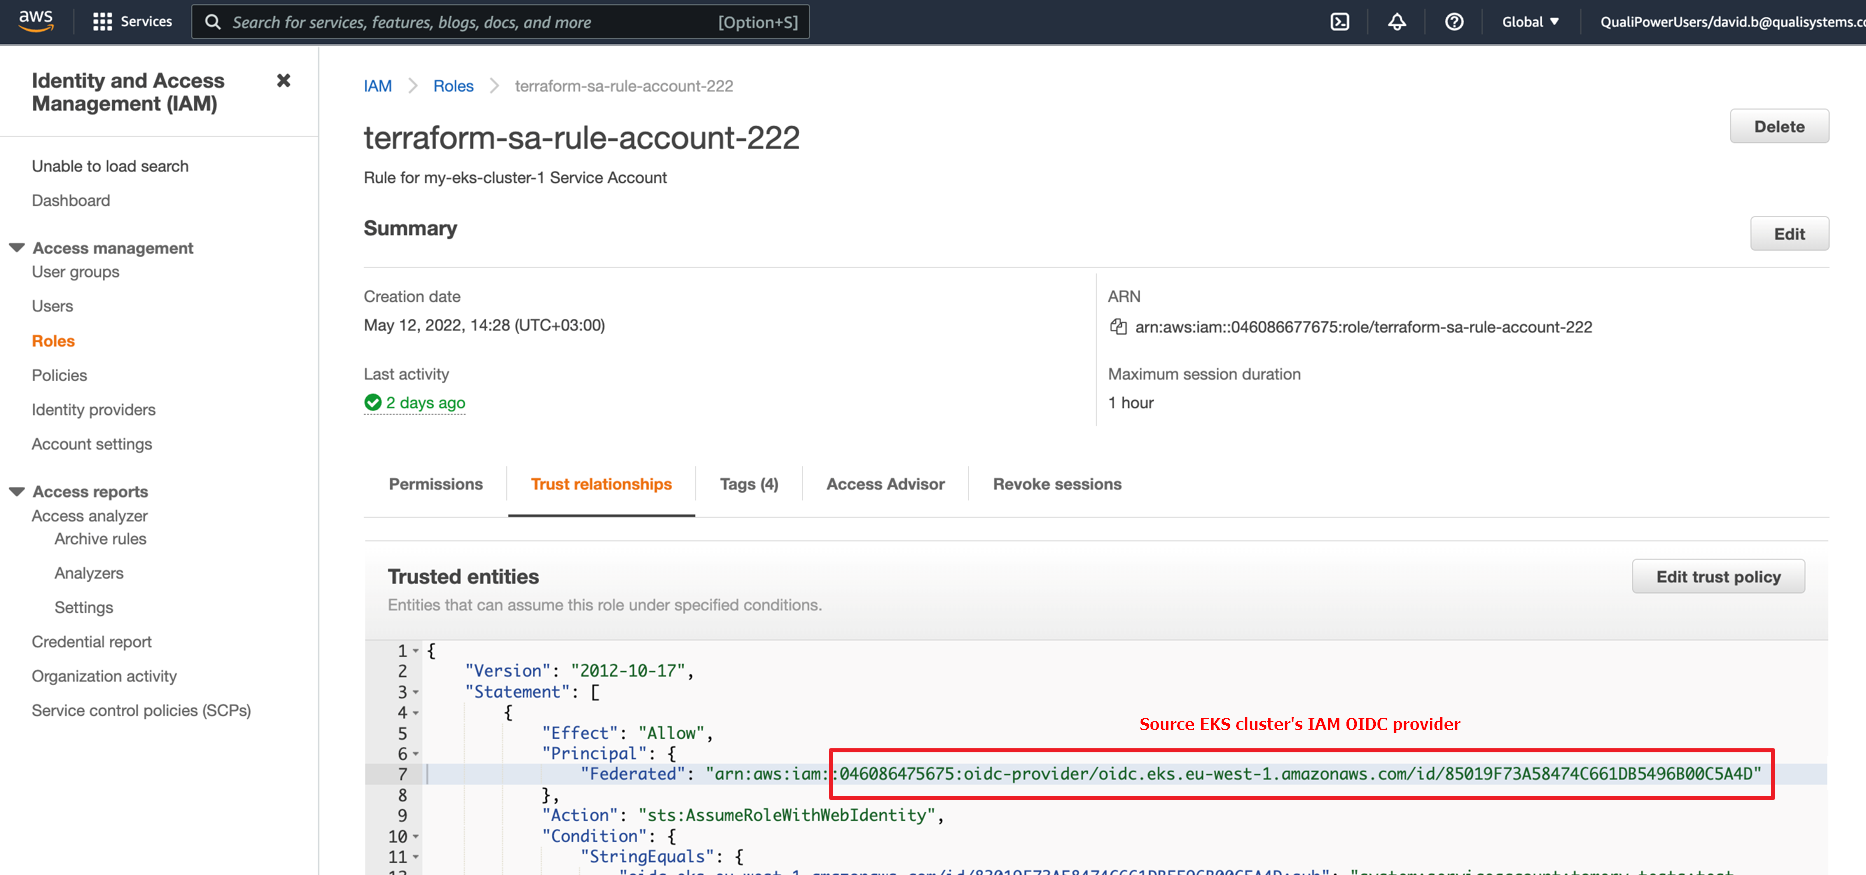 aws
Services
Search for services, features, blogs, docs, and more
[Option+S]
Global ▼
QualiPowerUsers/david.b@qualisystems.co
Identity and Access
Management (IAM)
Unable to load search
Dashboard
Access management
User groups
Users
Roles
Policies
Identity providers
Account settings
Access reports
Access analyzer
Archive rules
Analyzers
Settings
Credential report
Organization activity
Service control policies (SCPs)
IAM > Roles > terraform-sa-rule-account-222
terraform-sa-rule-account-222
Delete
Rule for my-eks-cluster-1 Service Account
Summary
Edit
Creation date
May 12, 2022, 14:28 (UTC+03:00)
ARN
arn:aws:iam::046086677675:role/terraform-sa-rule-account-222
Last activity
2 days ago
Maximum session duration
1 hour
Permissions
Trust relationships
Tags (4)
Access Advisor
Revoke sessions
Trusted entities
Entities that can assume this role under specified conditions.
Edit trust policy
1 {
2 "Version": "2012-10-17",
3 "Statement": [
4 {
5 "Effect": "Allow",
Source EKS cluster's IAM OIDC provider
6 "Principal": {
7 "Federated": "arn:aws:iam::046086475675:oidc-provider/oidc.eks.eu-west-1.amazonaws.com/id/85019F73A58474C661DB5496B00C5A4D"
8 },
9 "Action": "sts:AssumeRoleWithWebIdentity",
10 "Condition": {
11 "StringEquals": {